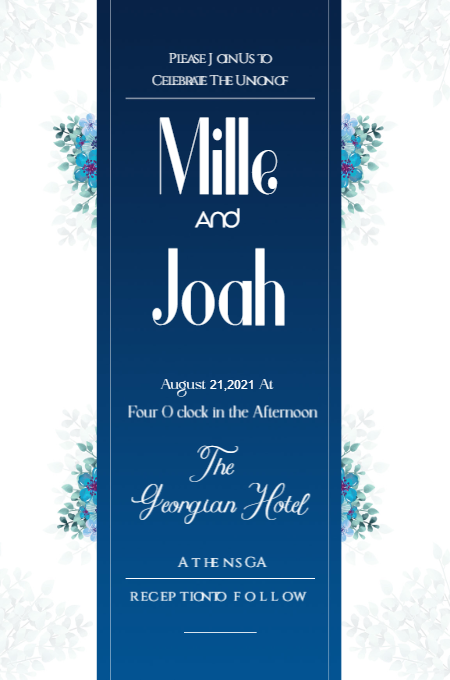 Please Join Us to
Celebrate The Union of
Mille
and
Joah
August 21,2021 At
Four O clock in the Afternoon
The
Georgian Hotel
ATHENS GA
RECEPTION TO FOLLOW